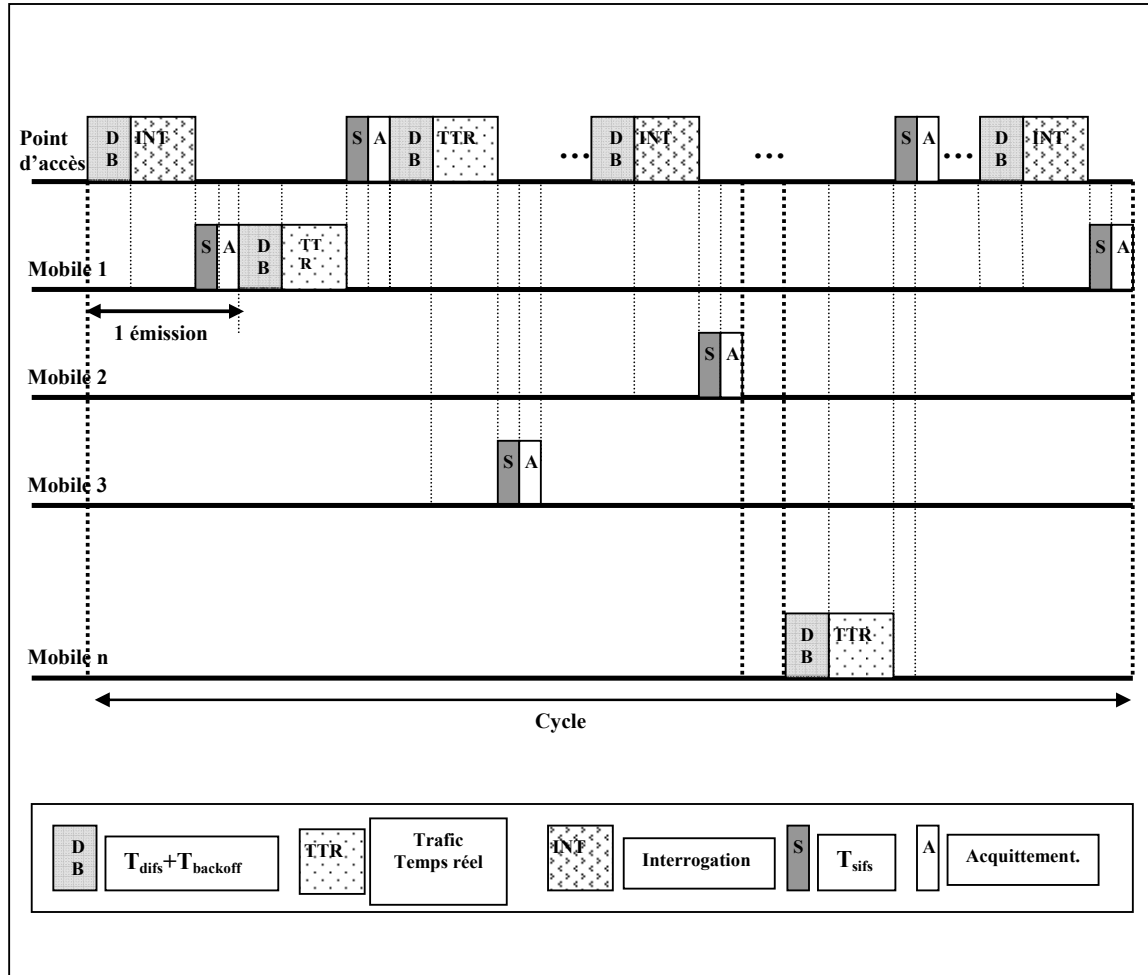 Point
d'accès
D
B
INT
S
A
D
B
TTR
...
D
B
INT
...
S
A
...
D
B
INT
Mobile 1
S
A
D
B
TT
R
S
A
1 émission
Mobile 2
S
A
Mobile 3
S
A
Mobile n
D
B
TTR
Cycle
D
B
Tdifs+Tbackoff
TTR
Trafic
Temps réel
INT
Interrogation
S
Tsifs
A
Acquittement.